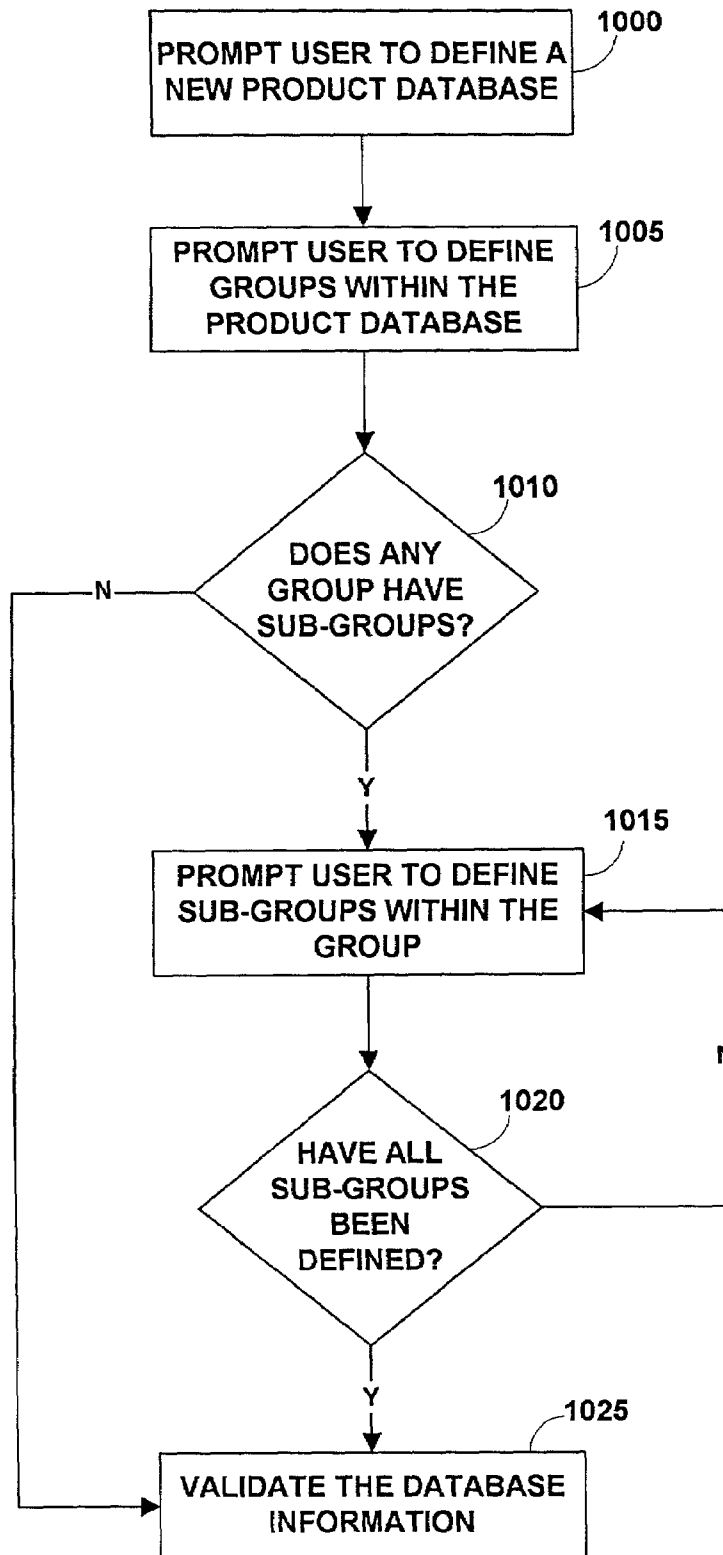 1000
PROMPT USER TO DEFINE A
NEW PRODUCT DATABASE
1005
PROMPT USER TO DEFINE
GROUPS WITHIN THE
PRODUCT DATABASE
1010
DOES ANY
GROUP HAVE
SUB-GROUPS?
N
Y
1015
PROMPT USER TO DEFINE
SUB-GROUPS WITHIN THE
GROUP
N
1020
HAVE ALL
SUB-GROUPS
BEEN
DEFINED?
Y
1025
VALIDATE THE DATABASE
INFORMATION